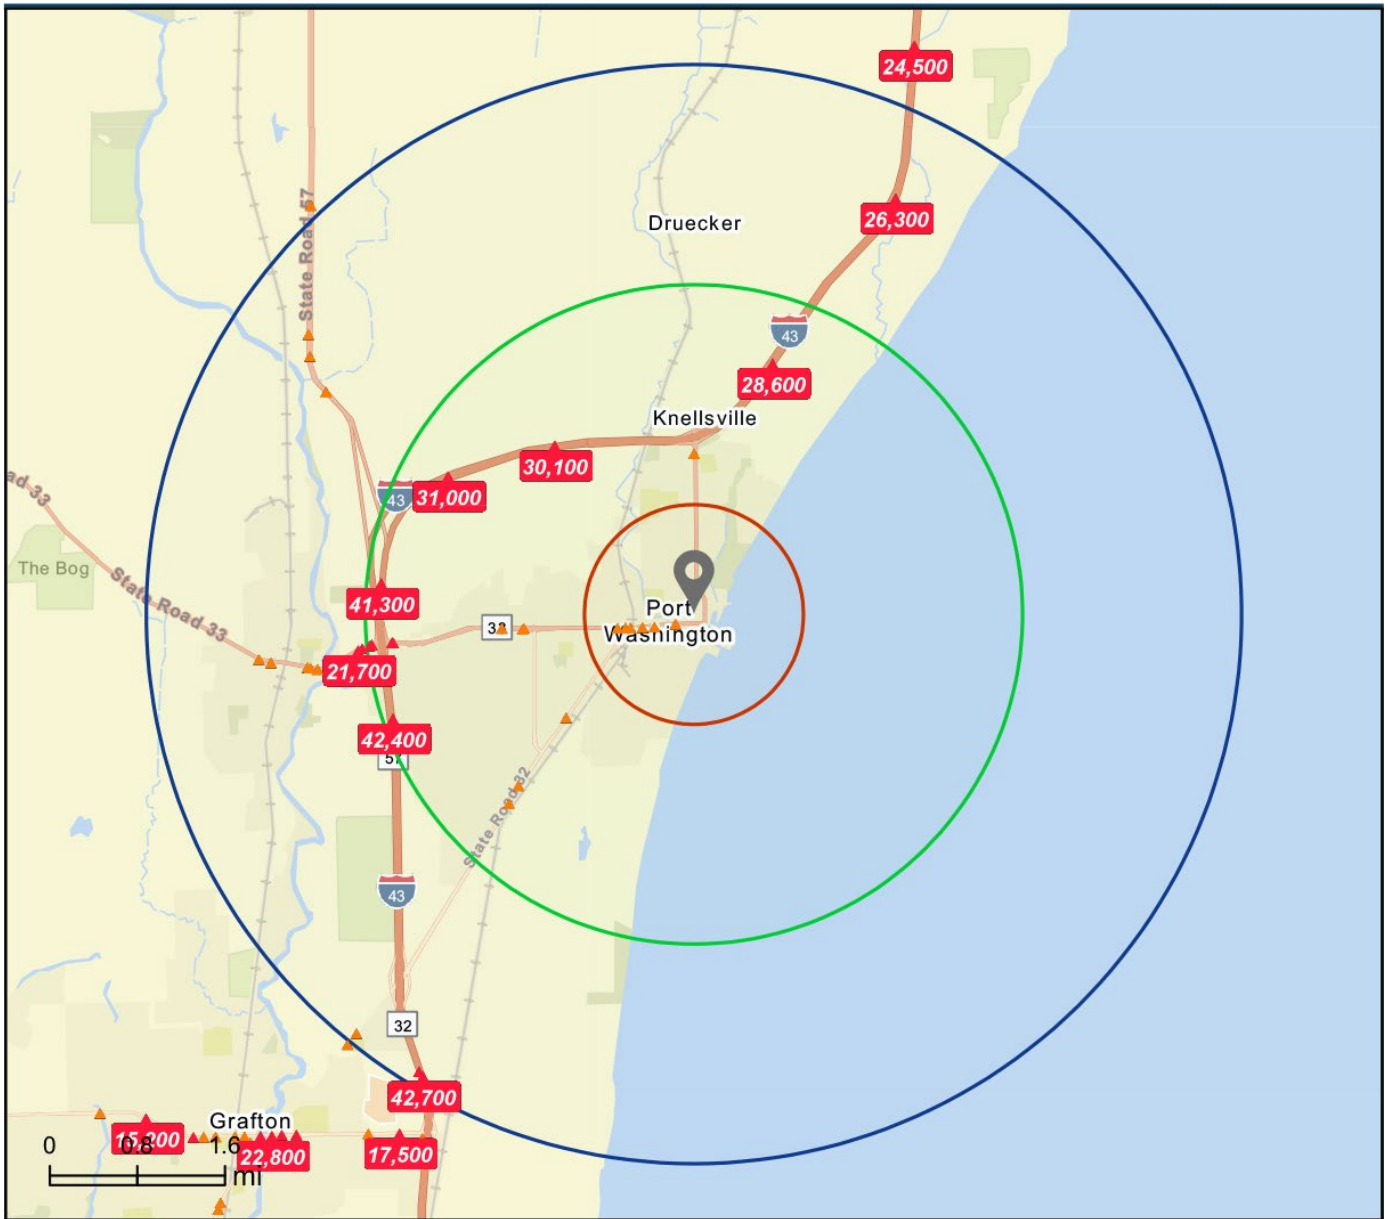 24,500
State Road 57
26,300
Druecker
43
28,600
Knellsville
30,100
43
31,000
ad 33
The Bog
State Road 33
41,300
Port
Washington
21,700
42,400
State Road 32
43
32
42,700
Grafton
22,800
17,500
0 0.8 1.6
mi